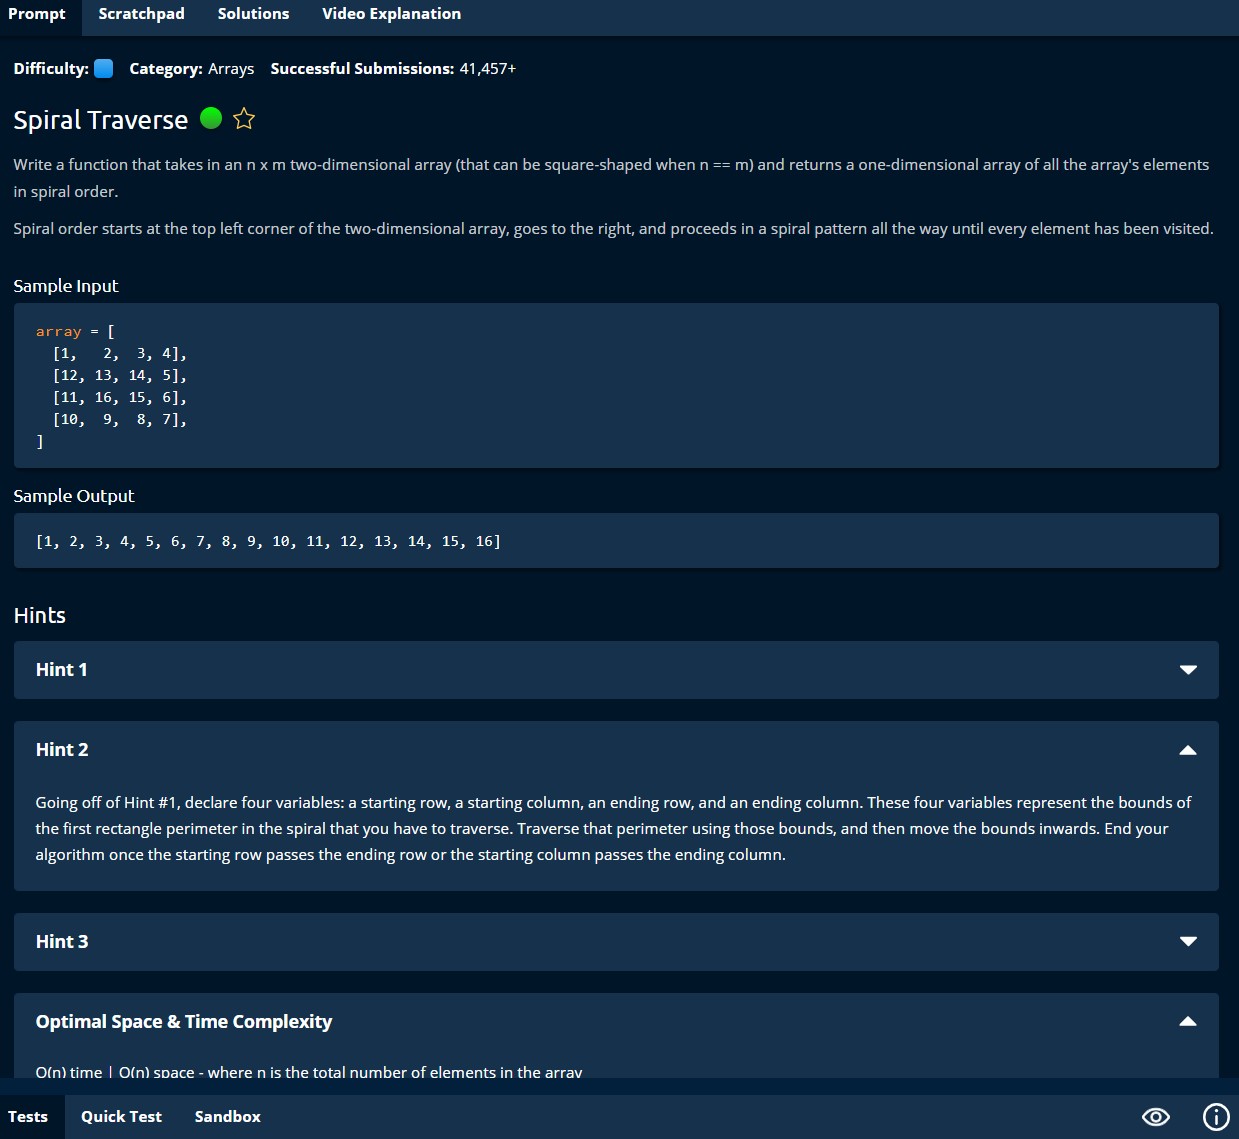 Prompt Scratchpad Solutions Video Explanation
Difficulty: Category: Arrays Successful Submissions: 41,457+
Spiral Traverse
Write a function that takes in an n x m two-dimensional array (that can be square-shaped when n == m) and returns a one-dimensional array of all the array's elements
in spiral order.
Spiral order starts at the top left corner of the two-dimensional array, goes to the right, and proceeds in a spiral pattern all the way until every element has been visited.
Sample Input
array = [
[1, 2, 3, 4],
[12, 13, 14, 5],
[11, 16, 15, 6],
[10, 9, 8, 7],
]
Sample Output
[1, 2, 3, 4, 5, 6, 7, 8, 9, 10, 11, 12, 13, 14, 15, 16]
Hints
Hint 1
Hint 2
Going off of Hint #1, declare four variables: a starting row, a starting column, an ending row, and an ending column. These four variables represent the bounds of
the first rectangle perimeter in the spiral that you have to traverse. Traverse that perimeter using those bounds, and then move the bounds inwards. End your
algorithm once the starting row passes the ending row or the starting column passes the ending column.
Hint 3
Optimal Space & Time Complexity
O(n) time | O(n) space - where n is the total number of elements in the array
Tests Quick Test Sandbox